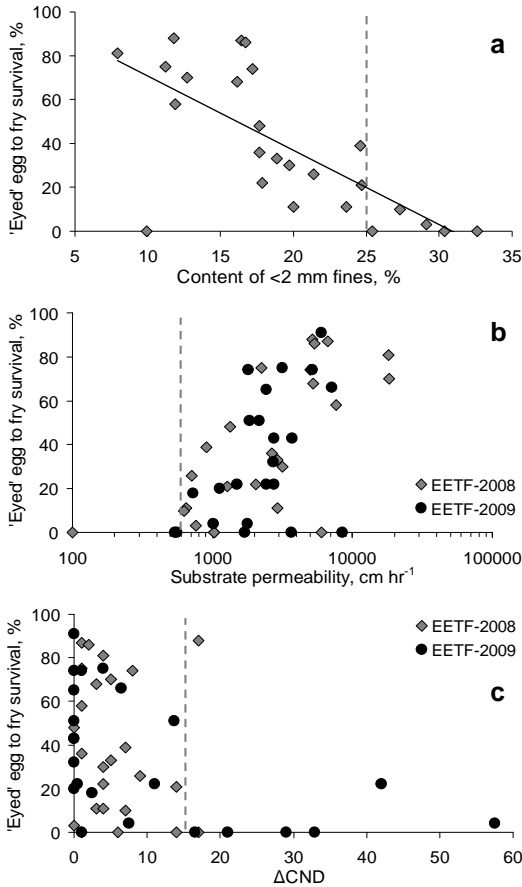 a
'Eyed' egg to fry survival, %
100
80
60
40
20
0
5 10 15 20 25 30 35
Content of <2 mm fines, %
b
'Eyed' egg to fry survival, %
100
80
60
40
20
0
EETF-2008
EETF-2009
100 1000 10000 100000
Substrate permeability, cm hr⁻¹
c
'Eyed' egg to fry survival, %
100
80
60
40
20
0
EETF-2008
EETF-2009
0 10 20 30 40 50 60
ΔCND